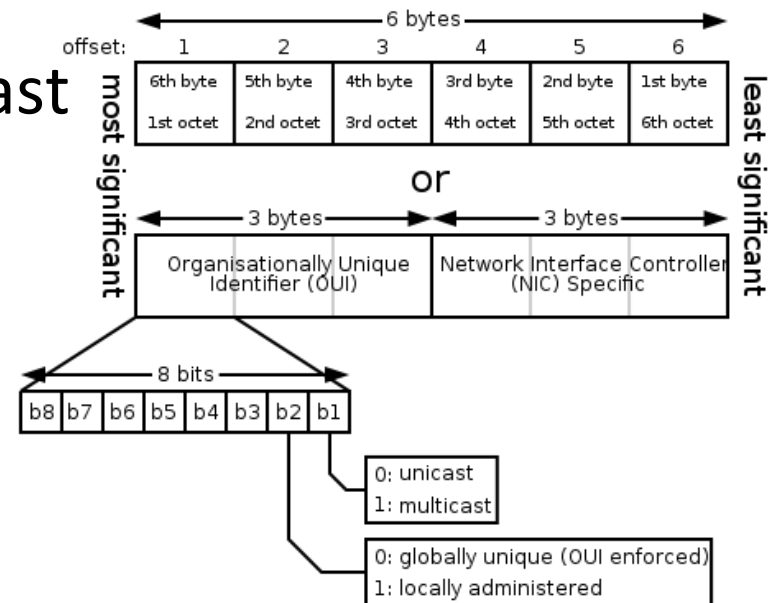 6 bytes
offset: 1 2 3 4 5 6
ast
most significant
6th byte 5th byte 4th byte 3rd byte 2nd byte 1st byte
1st octet 2nd octet 3rd octet 4th octet 5th octet 6th octet
least significant
or
3 bytes 3 bytes
Organisationally Unique
Identifier (OUI)
Network Interface Controller
(NIC) Specific
8 bits
b8 b7 b6 b5 b4 b3 b2 b1
0: unicast
1: multicast
0: globally unique (OUI enforced)
1: locally administered